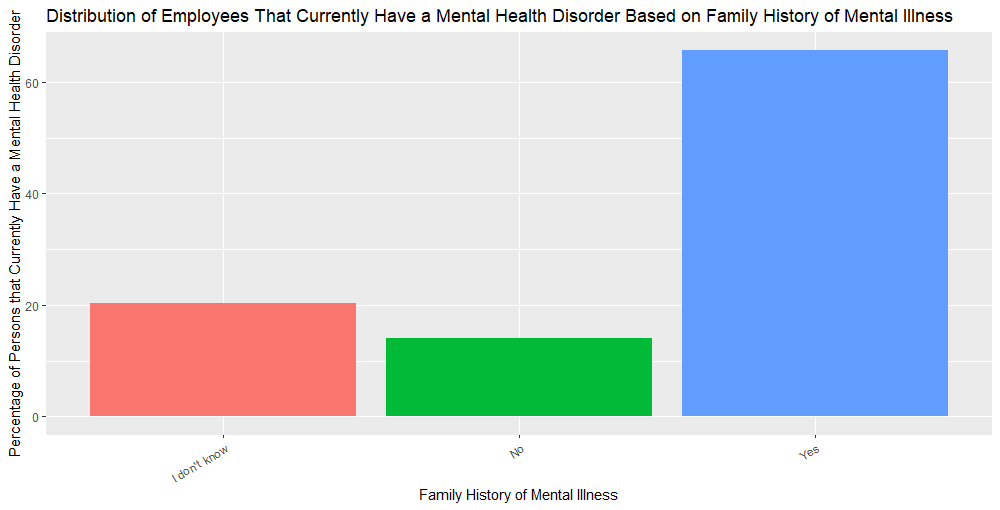 Distribution of Employees That Currently Have a Mental Health Disorder Based on Family History of Mental Illness
Percentage of Persons that Currently Have a Mental Health Disorder
60
40
20
0
I don't know
No
Yes
Family History of Mental Illness